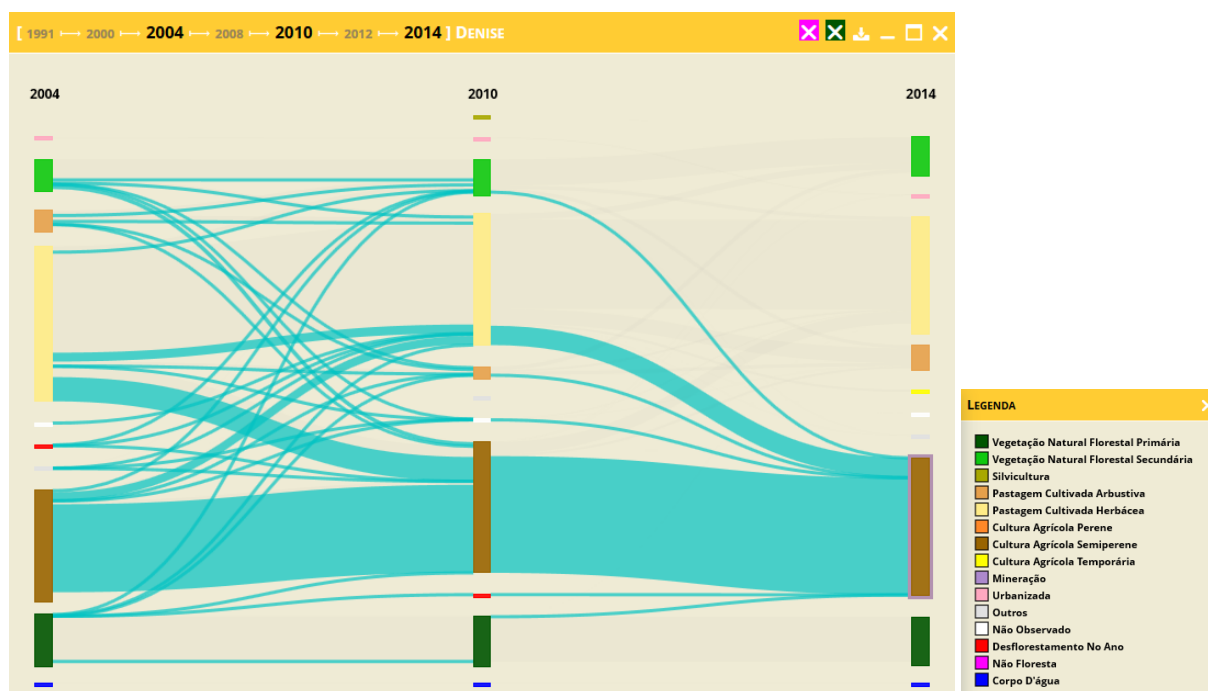 [ 1991 ⟼ 2000 ⟼ 2004 ⟼ 2008 ⟼ 2010 ⟼ 2012 ⟼ 2014 ] DENISE
2004 2010 2014
LEGENDA
Vegetação Natural Florestal Primária
Vegetação Natural Florestal Secundária
Silvicultura
Pastagem Cultivada Arbustiva
Pastagem Cultivada Herbácea
Cultura Agrícola Perene
Cultura Agrícola Semiperene
Cultura Agrícola Temporária
Mineração
Urbanizada
Outros
Não Observado
Desflorestamento No Ano
Não Floresta
Corpo D'água